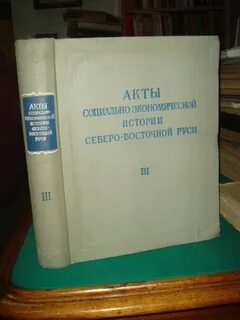 АКТЫ
СОЦИАЛЬНО-ЭКОНОМИЧЕСКОЙ
ИСТОРИИ
СЕВЕРО-ВОСТОЧНОЙ РУСИ
III
АКТЫ
СОЦИАЛЬНО-
ЭКОНОМИЧЕСКОЙ
ИСТОРИИ
СЕВЕРО-
ВОСТОЧНОЙ
РУСИ
III